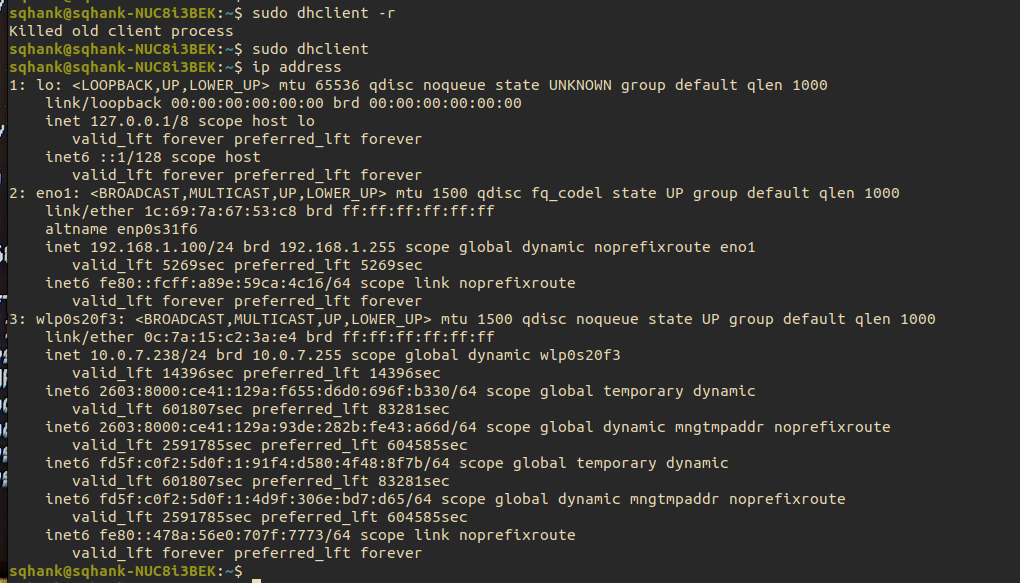 sqhank@sqhank-NUC8i3BEK:~$ sudo dhclient -r
Killed old client process
sqhank@sqhank-NUC8i3BEK:~$ sudo dhclient
sqhank@sqhank-NUC8i3BEK:~$ ip address
1: lo: <LOOPBACK,UP,LOWER_UP> mtu 65536 qdisc noqueue state UNKNOWN group default qlen 1000
    link/loopback 00:00:00:00:00:00 brd 00:00:00:00:00:00
    inet 127.0.0.1/8 scope host lo
       valid_lft forever preferred_lft forever
    inet6 ::1/128 scope host
       valid_lft forever preferred_lft forever
2: eno1: <BROADCAST,MULTICAST,UP,LOWER_UP> mtu 1500 qdisc fq_codel state UP group default qlen 1000
    link/ether 1c:69:7a:67:53:c8 brd ff:ff:ff:ff:ff:ff
    altname enp0s31f6
    inet 192.168.1.100/24 brd 192.168.1.255 scope global dynamic noprefixroute eno1
       valid_lft 5269sec preferred_lft 5269sec
    inet6 fe80::fcff:a89e:59ca:4c16/64 scope link noprefixroute
       valid_lft forever preferred_lft forever
3: wlp0s20f3: <BROADCAST,MULTICAST,UP,LOWER_UP> mtu 1500 qdisc noqueue state UP group default qlen 1000
    link/ether 0c:7a:15:c2:3a:e4 brd ff:ff:ff:ff:ff:ff
    inet 10.0.7.238/24 brd 10.0.7.255 scope global dynamic wlp0s20f3
       valid_lft 14396sec preferred_lft 14396sec
    inet6 2603:8000:ce41:129a:f655:d6d0:696f:b330/64 scope global temporary dynamic
       valid_lft 601807sec preferred_lft 83281sec
    inet6 2603:8000:ce41:129a:93de:282b:fe43:a66d/64 scope global dynamic mngtmpaddr noprefixroute
       valid_lft 2591785sec preferred_lft 604585sec
    inet6 fd5f:c0f2:5d0f:1:91f4:d580:4f48:8f7b/64 scope global temporary dynamic
       valid_lft 601807sec preferred_lft 83281sec
    inet6 fd5f:c0f2:5d0f:1:4d9f:306e:bd7:d65/64 scope global dynamic mngtmpaddr noprefixroute
       valid_lft 2591785sec preferred_lft 604585sec
    inet6 fe80::478a:56e0:707f:7773/64 scope link noprefixroute
       valid_lft forever preferred_lft forever
sqhank@sqhank-NUC8i3BEK:~$